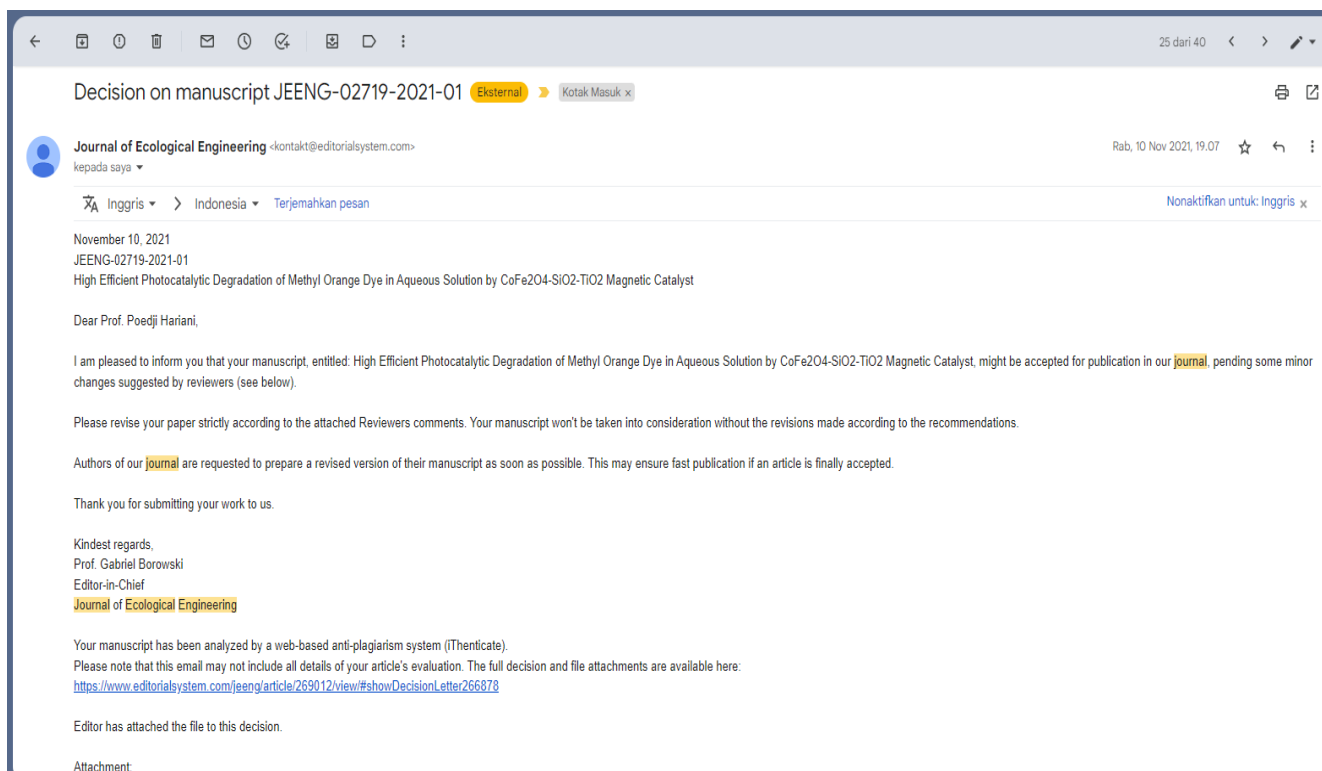 25 dari 40
Decision on manuscript JEENG-02719-2021-01 Eksternal Kotak Masuk x
Journal of Ecological Engineering <kontakt@editorialsystem.com> Rab, 10 Nov 2021, 19.07
kepada saya
Inggris > Indonesia Terjemahkan pesan Nonaktifkan untuk: Inggris x
November 10, 2021
JEENG-02719-2021-01
High Efficient Photocatalytic Degradation of Methyl Orange Dye in Aqueous Solution by CoFe2O4-SiO2-TiO2 Magnetic Catalyst
Dear Prof. Poedji Hariani,
I am pleased to inform you that your manuscript, entitled: High Efficient Photocatalytic Degradation of Methyl Orange Dye in Aqueous Solution by CoFe2O4-SiO2-TiO2 Magnetic Catalyst, might be accepted for publication in our journal, pending some minor
changes suggested by reviewers (see below).
Please revise your paper strictly according to the attached Reviewers comments. Your manuscript won't be taken into consideration without the revisions made according to the recommendations.
Authors of our journal are requested to prepare a revised version of their manuscript as soon as possible. This may ensure fast publication if an article is finally accepted.
Thank you for submitting your work to us.
Kindest regards,
Prof. Gabriel Borowski
Editor-in-Chief
Journal of Ecological Engineering
Your manuscript has been analyzed by a web-based anti-plagiarism system (iThenticate).
Please note that this email may not include all details of your article's evaluation. The full decision and file attachments are available here:
https://www.editorialsystem.com/jeeng/article/269012/view/#showDecisionLetter266878
Editor has attached the file to this decision.
Attachment: